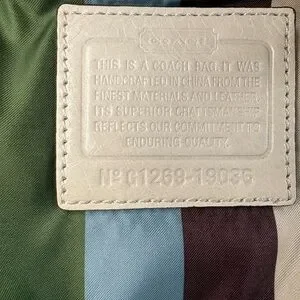 COACH
THIS IS A COACH BAG. IT WAS
HANDCRAFTED IN CHINA FROM THE
FINEST MATERIALS AND LEATHER.
ITS SUPERIOR CRAFTSMANSHIP
REFLECTS OUR COMMITMENT TO
ENDURING QUALITY.
Nº G1269-19036